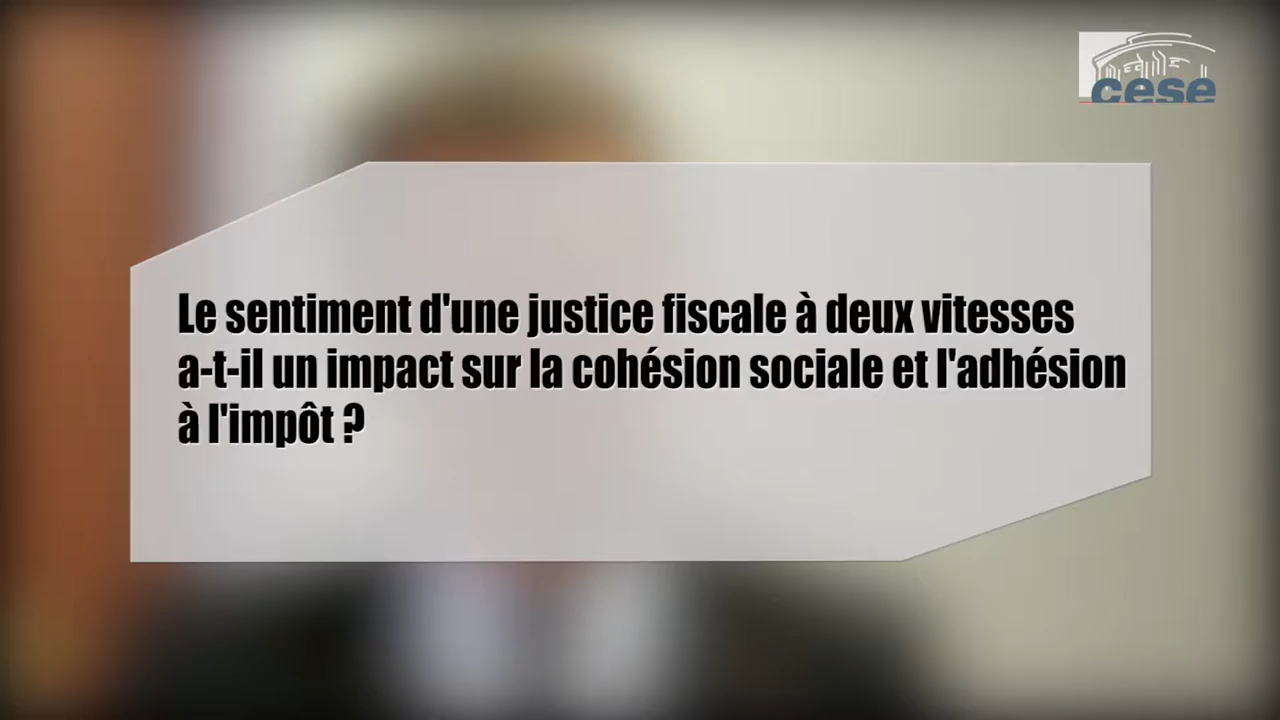 cese
Le sentiment d'une justice fiscale à deux vitesses
a-t-il un impact sur la cohésion sociale et l'adhésion
à l'impôt ?